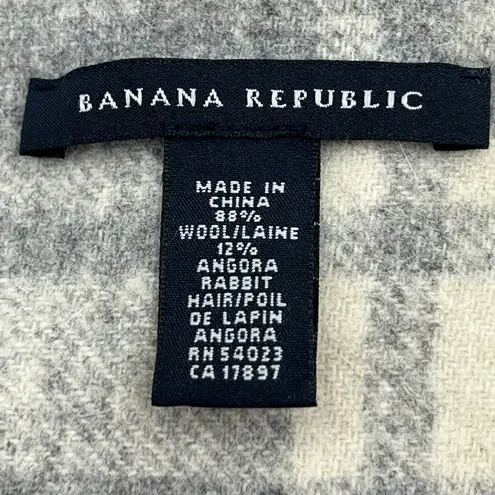 BANANA REPUBLIC
MADE IN
CHINA
88%
WOOL/LAINE
12%
ANGORA
RABBIT
HAIR/POIL
DE LAPIN
ANGORA
RN 54023
CA 17897